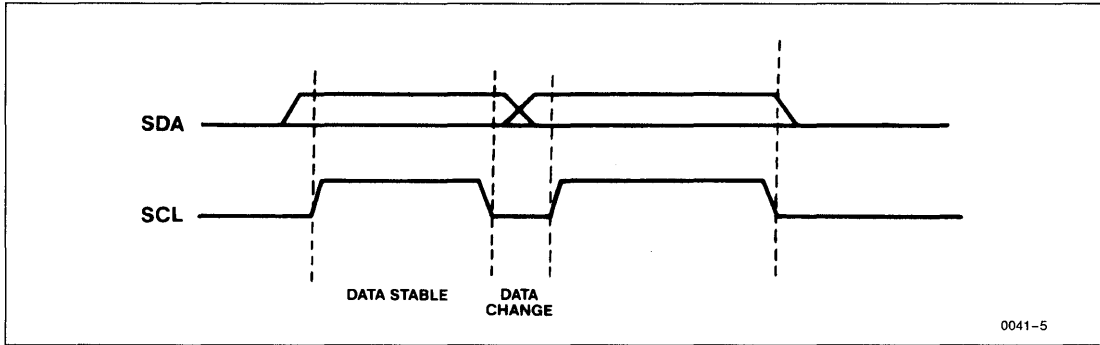 SDA
SCL
DATA STABLE
DATA
CHANGE
0041-5